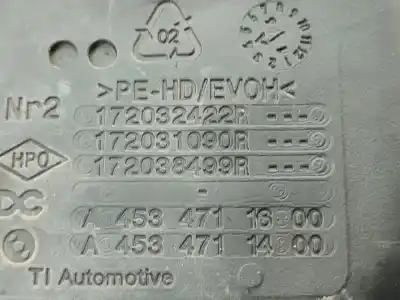 02
>PE-HD/EVOH<
Nr2
172032422R ---
172031090R ---
HPO
172038499R ---
-
DC
A 453 471 16 00
A 453 471 14 00
TI Automotive